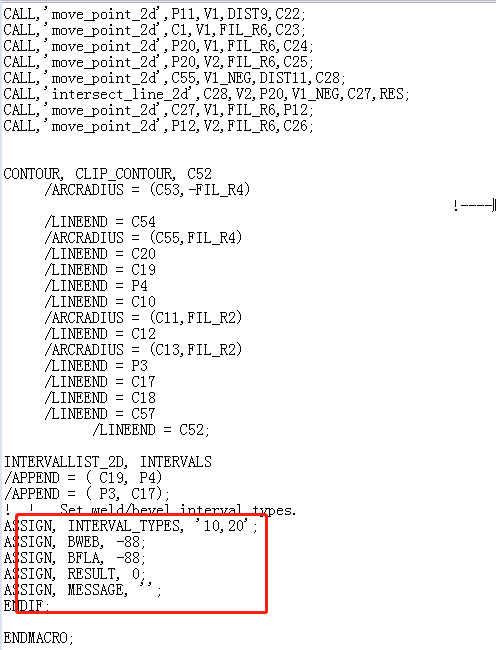 CALL,'move_point_2d',P11,V1,DIST9,C22;
CALL,'move_point_2d',C1,V1,FIL_R6,C23;
CALL,'move_point_2d',P20,V1,FIL_R6,C24;
CALL,'move_point_2d',P20,V2,FIL_R6,C25;
CALL,'move_point_2d',C55,V1_NEG,DIST11,C28;
CALL,'intersect_line_2d',C28,V2,P20,V1_NEG,C27,RES;
CALL,'move_point_2d',C27,V1,FIL_R6,P12;
CALL,'move_point_2d',P12,V2,FIL_R6,C26;
CONTOUR, CLIP_CONTOUR, C52
/ARCRADIUS = (C53,-FIL_R4)
!----
/LINEEND = C54
/ARCRADIUS = (C55,FIL_R4)
/LINEEND = C20
/LINEEND = C19
/LINEEND = P4
/LINEEND = C10
/ARCRADIUS = (C11,FIL_R2)
/LINEEND = C12
/ARCRADIUS = (C13,FIL_R2)
/LINEEND = P3
/LINEEND = C17
/LINEEND = C18
/LINEEND = C57
/LINEEND = C52;
INTERVALLIST_2D, INTERVALS
/APPEND = ( C19, P4)
/APPEND = ( P3, C17);
! ! Set weld/bevel interval types.
ASSIGN, INTERVAL_TYPES, '10,20';
ASSIGN, BWEB, -88;
ASSIGN, BFLA, -88;
ASSIGN, RESULT, 0;
ASSIGN, MESSAGE, '';
ENDIF;
ENDMACRO;